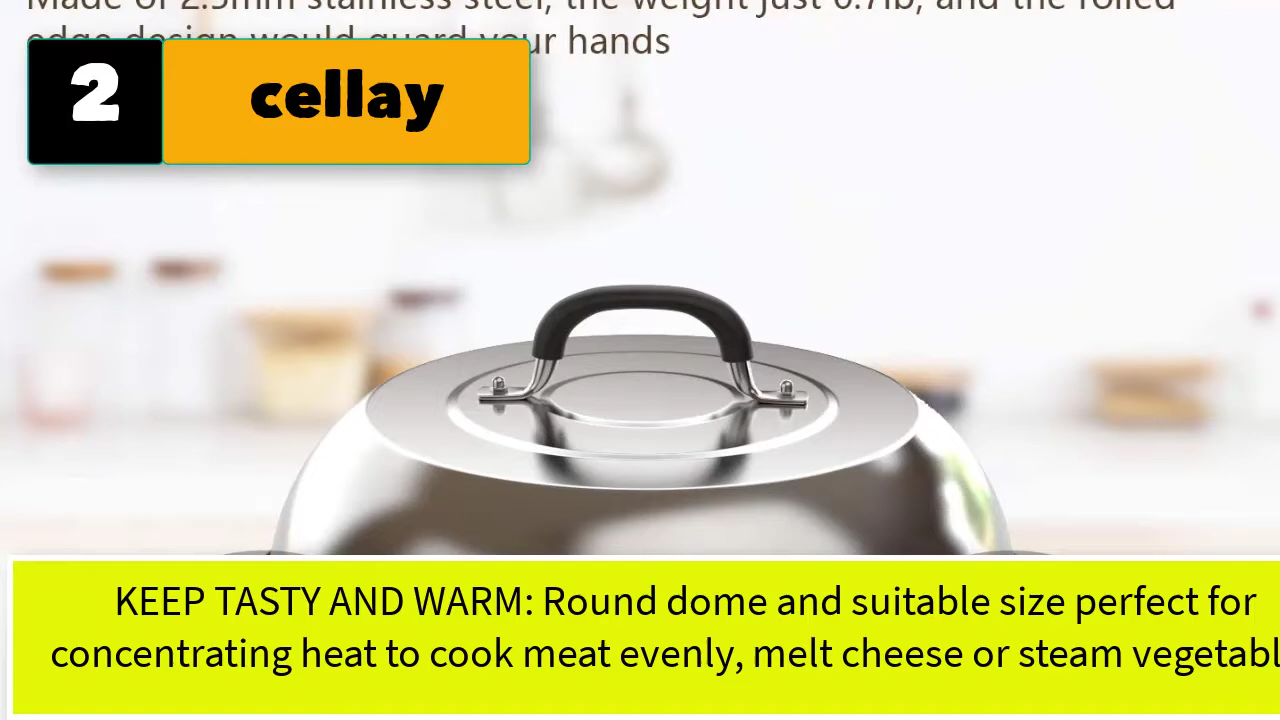 Made of 2.5mm stainless steel, the weight just 0.7lb, and the rolled
edge design would guard your hands
2 cellay
KEEP TASTY AND WARM: Round dome and suitable size perfect for
concentrating heat to cook meat evenly, melt cheese or steam vegetabl